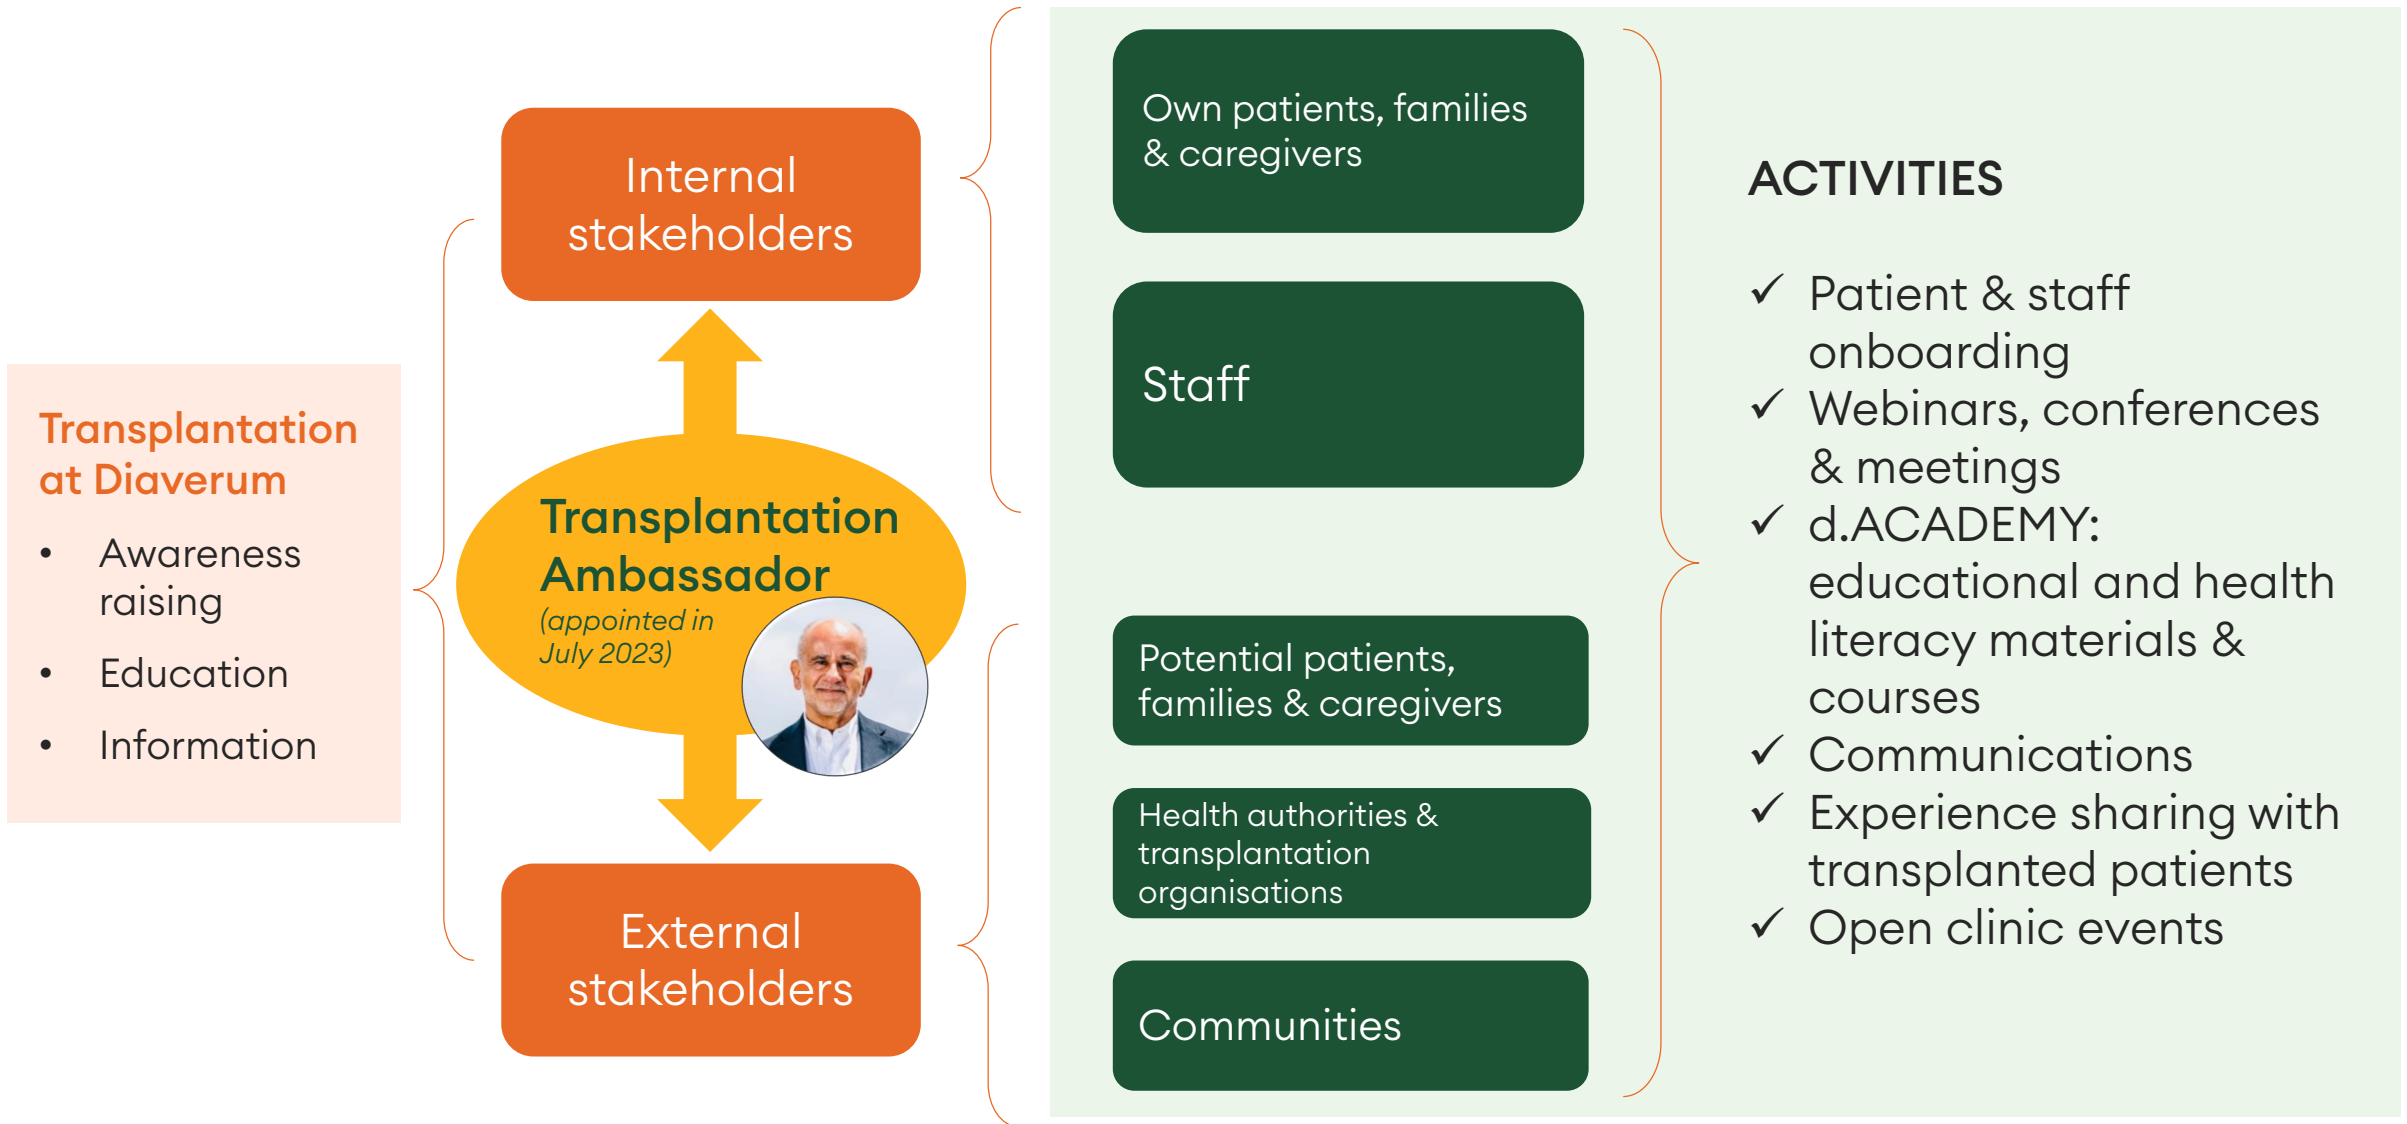 Transplantation
at Diaverum
• Awareness
raising
• Education
• Information
Internal
stakeholders
Transplantation
Ambassador
(appointed in
July 2023)
External
stakeholders
Own patients, families
& caregivers
Staff
Potential patients,
families & caregivers
Health authorities &
transplantation
organisations
Communities
ACTIVITIES
✓ Patient & staff
onboarding
✓ Webinars, conferences
& meetings
✓ d.ACADEMY:
educational and health
literacy materials &
courses
✓ Communications
✓ Experience sharing with
transplanted patients
✓ Open clinic events